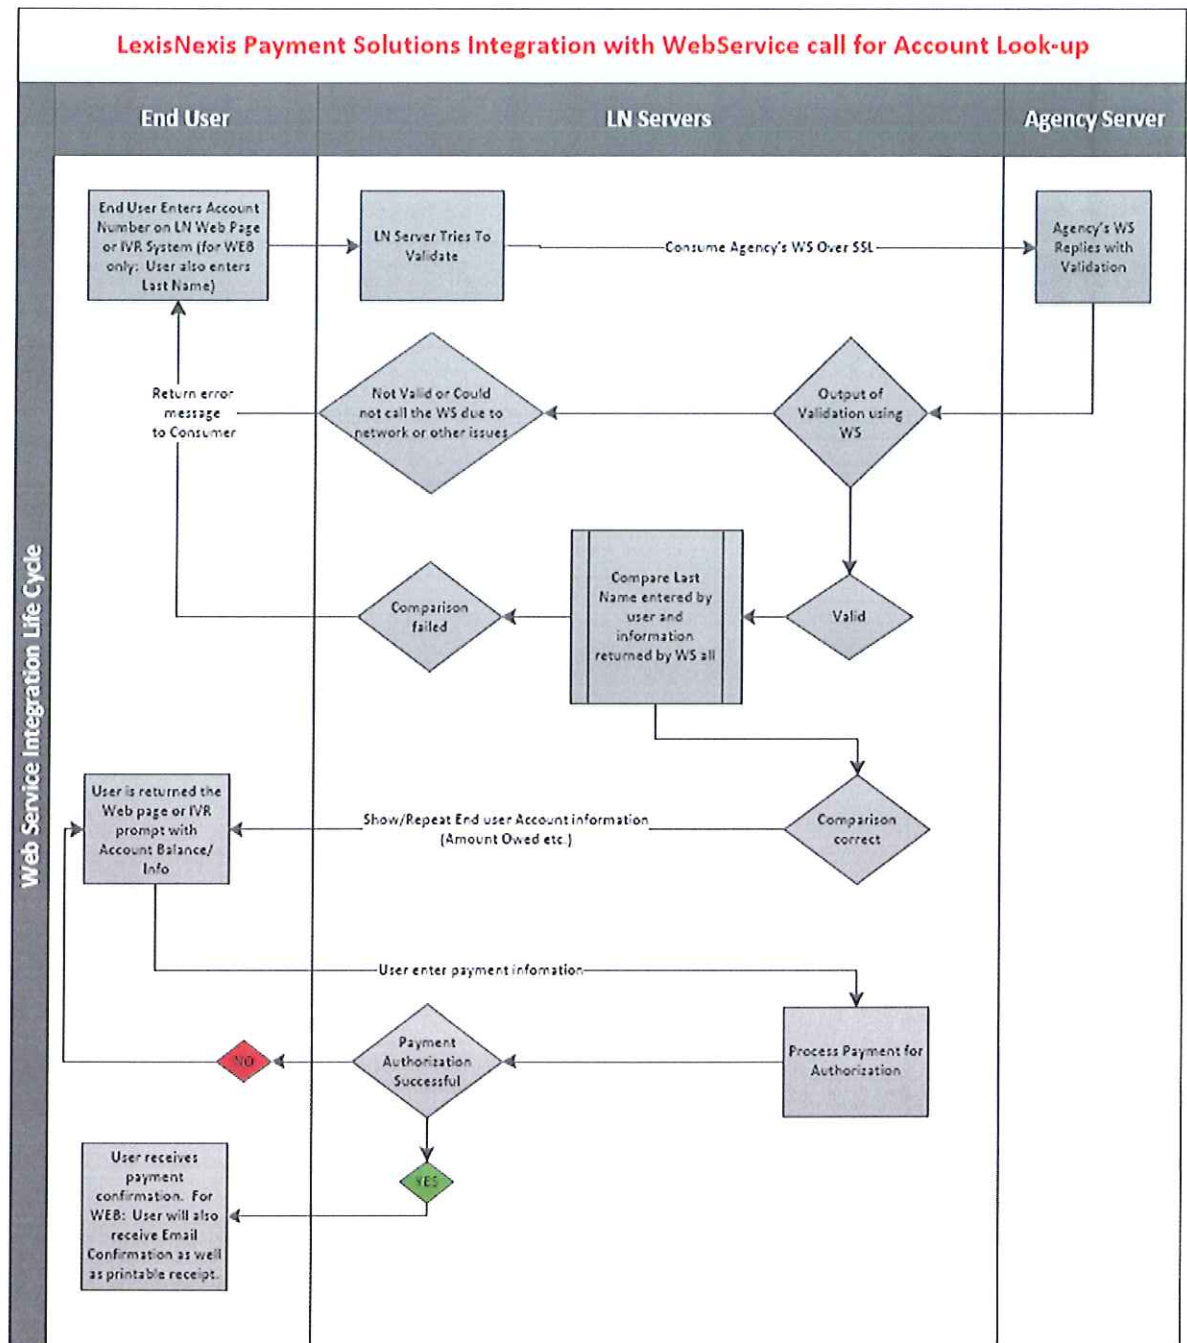 LexisNexis Payment Solutions Integration with WebService call for Account Look-up
End User
LN Servers
Agency Server
Web Service Integration Life Cycle
End User Enters Account
Number on LN Web Page
or IVR System (for WEB
only: User also enters
Last Name)
LN Server Tries To
Validate
Consume Agency's WS Over SSL
Agency's WS
Replies with
Validation
Return error
message
to Consumer
Not Valid or Could
not call the WS due to
network or other issues
Output of
Validation using
WS
Comparison
failed
Compare Last
Name entered by
user and
information
returned by WS all
Valid
User is returned the
Web page or IVR
prompt with
Account Balance/
Info
Show/Repeat End user Account information
(Amount Owed etc.)
Comparison
correct
User enter payment infomation
NO
Payment
Authorization
Successful
Process Payment for
Authorization
YES
User receives
payment
confirmation. For
WEB: User will also
receive Email
Confirmation as well
as printable receipt.